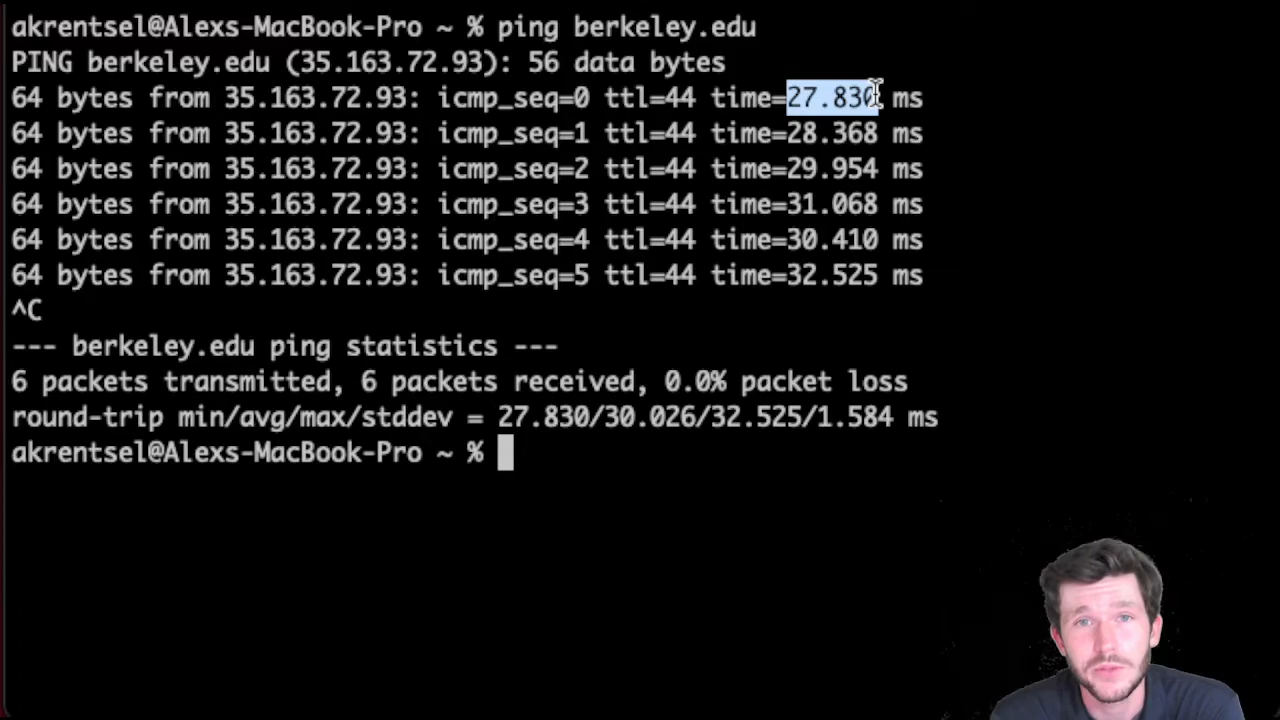 akrentsel@Alexs-MacBook-Pro ~ % ping berkeley.edu
PING berkeley.edu (35.163.72.93): 56 data bytes
64 bytes from 35.163.72.93: icmp_seq=0 ttl=44 time=27.830 ms
64 bytes from 35.163.72.93: icmp_seq=1 ttl=44 time=28.368 ms
64 bytes from 35.163.72.93: icmp_seq=2 ttl=44 time=29.954 ms
64 bytes from 35.163.72.93: icmp_seq=3 ttl=44 time=31.068 ms
64 bytes from 35.163.72.93: icmp_seq=4 ttl=44 time=30.410 ms
64 bytes from 35.163.72.93: icmp_seq=5 ttl=44 time=32.525 ms
^C
--- berkeley.edu ping statistics ---
6 packets transmitted, 6 packets received, 0.0% packet loss
round-trip min/avg/max/stddev = 27.830/30.026/32.525/1.584 ms
akrentsel@Alexs-MacBook-Pro ~ %